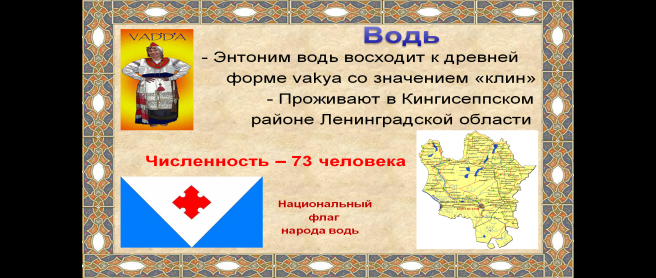 Водь
VAĎĎA
- Энтоним водь восходит к древней
форме vakya со значением «клин»
- Проживают в Кингисеппском
районе Ленинградской области
Численность – 73 человека
Национальный
флаг
народа водь